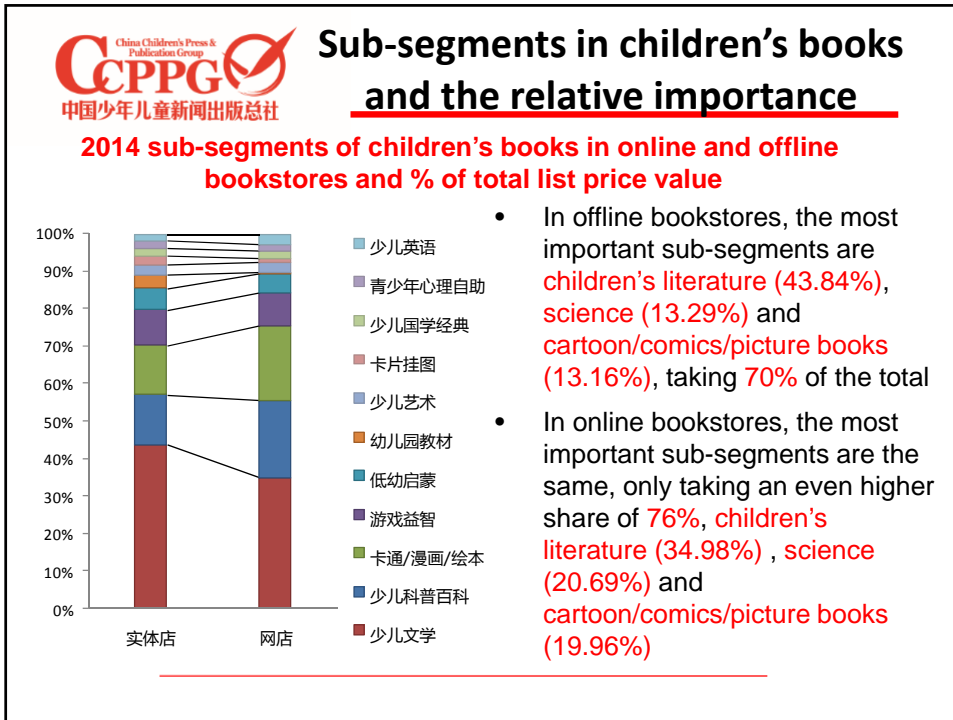 China Children's Press &
Publication Group
CCPPG
中国少年儿童新闻出版总社
Sub-segments in children's books
and the relative importance
2014 sub-segments of children's books in online and offline
bookstores and % of total list price value
100%
90%
80%
70%
60%
50%
40%
30%
20%
10%
0%
实体店
网店
少儿英语
青少年心理自助
少儿国学经典
卡片挂图
少儿艺术
幼儿园教材
低幼启蒙
游戏益智
卡通/漫画/绘本
少儿科普百科
少儿文学
• In offline bookstores, the most
important sub-segments are
children's literature (43.84%),
science (13.29%) and
cartoon/comics/picture books
(13.16%), taking 70% of the total
• In online bookstores, the most
important sub-segments are the
same, only taking an even higher
share of 76%, children's
literature (34.98%) , science
(20.69%) and
cartoon/comics/picture books
(19.96%)